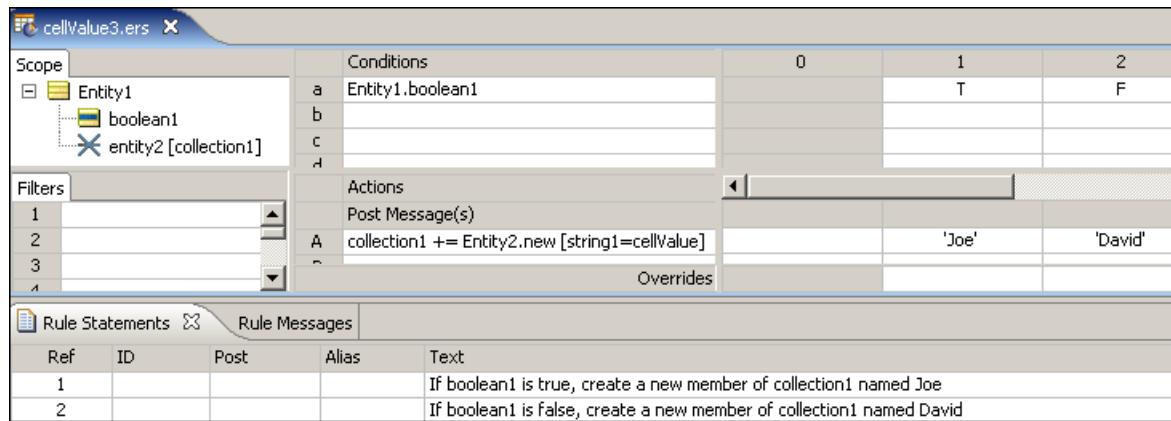 cellValue3.ers
Scope
Conditions 0 1 2
Entity1
a Entity1.boolean1 T F
boolean1
b
entity2 [collection1]
c
d
Filters
Actions
1
Post Message(s)
2
A collection1 += Entity2.new [string1=cellValue] 'Joe' 'David'
3
Overrides
4
Rule Statements Rule Messages
Ref ID Post Alias Text
1 If boolean1 is true, create a new member of collection1 named Joe
2 If boolean1 is false, create a new member of collection1 named David